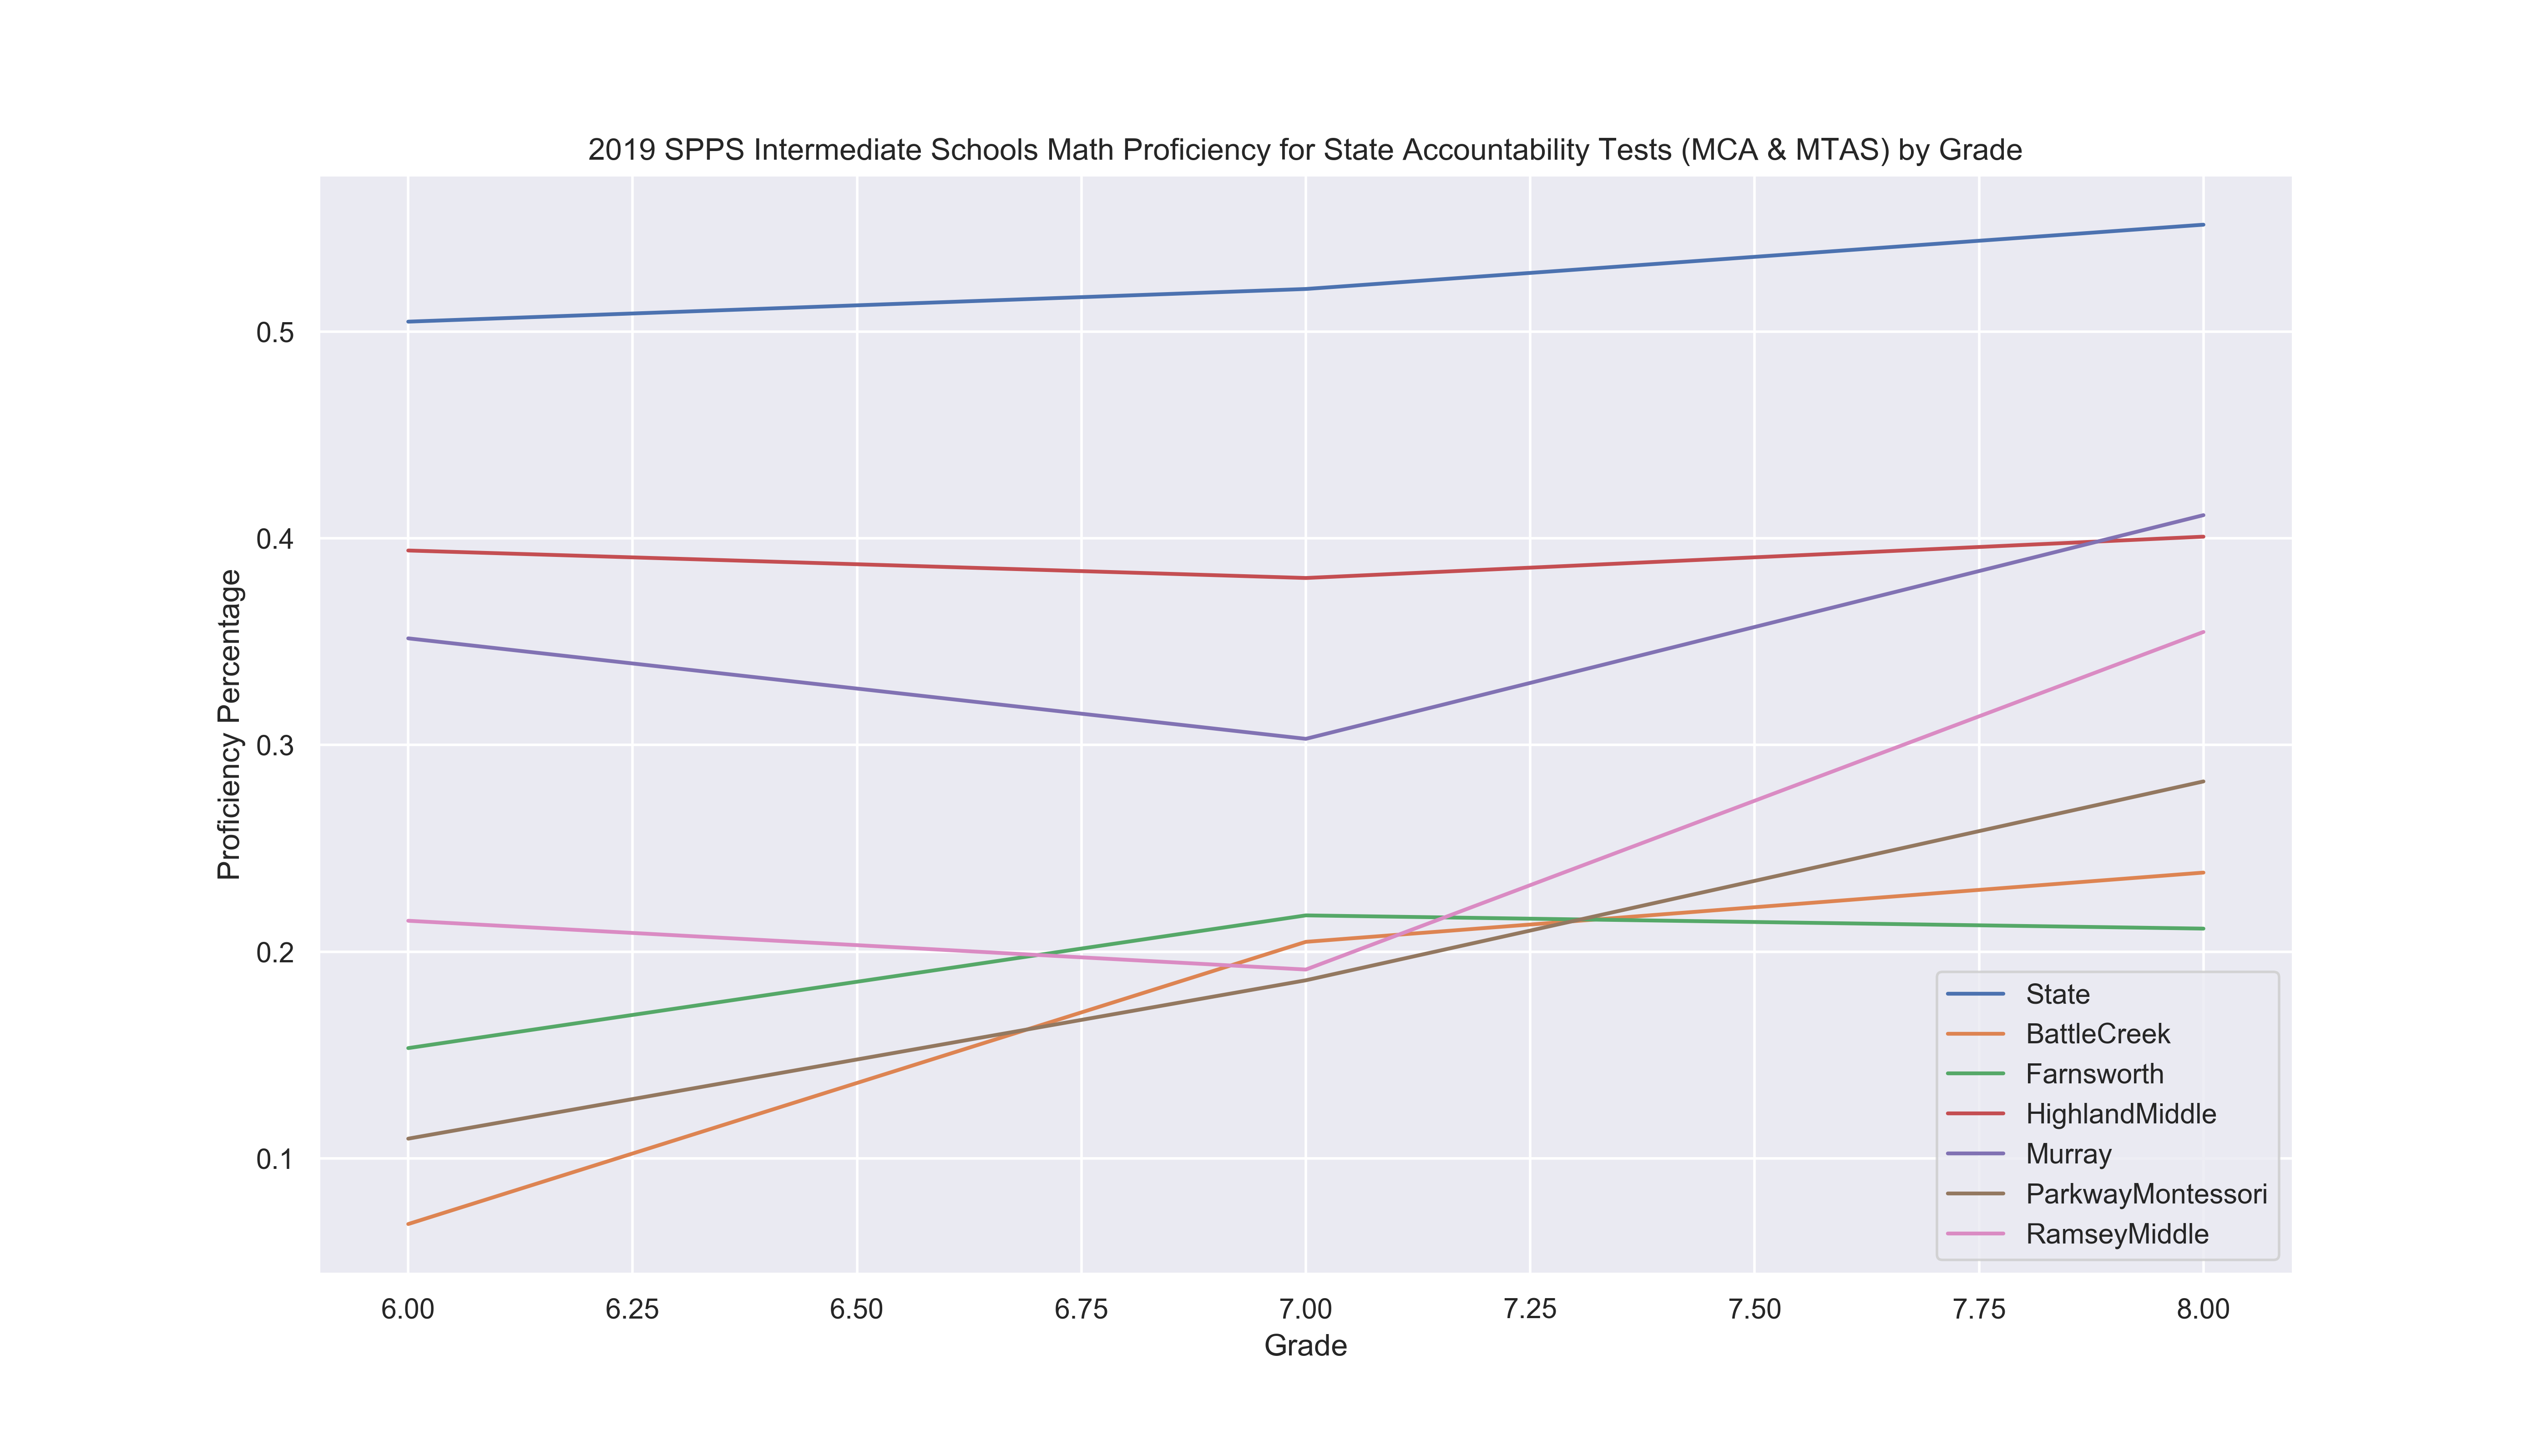 2019 SPPS Intermediate Schools Math Proficiency for State Accountability Tests (MCA & MTAS) by Grade
0.5
0.4
0.3
0.2
0.1
Proficiency Percentage
State
BattleCreek
Farnsworth
HighlandMiddle
Murray
ParkwayMontessori
RamseyMiddle
6.00 6.25 6.50 6.75 7.00 7.25 7.50 7.75 8.00
Grade